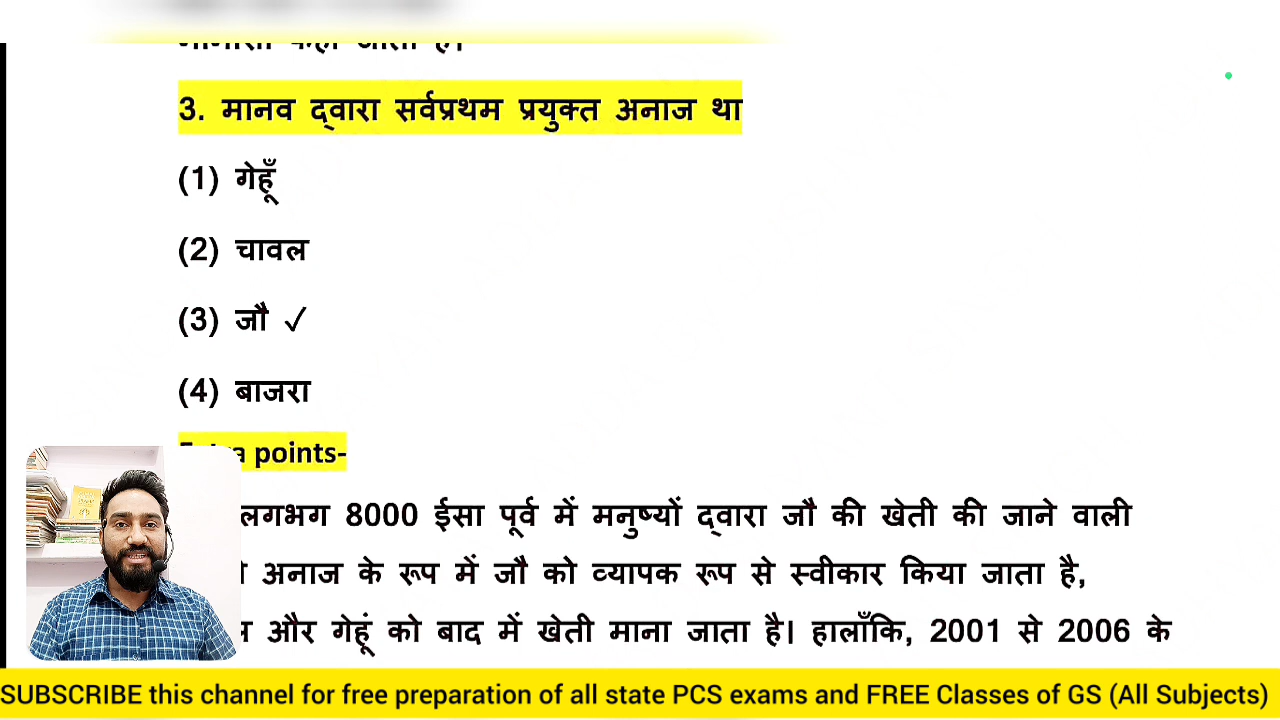 3. मानव द्वारा सर्वप्रथम प्रयुक्त अनाज था
(1) गेहूँ
(2) चावल
(3) जौ ✓
(4) बाजरा
points-
लगभग 8000 ईसा पूर्व में मनुष्यों द्वारा जौ की खेती की जाने वाली
अनाज के रूप में जौ को व्यापक रूप से स्वीकार किया जाता है,
और गेहूं को बाद में खेती माना जाता है। हालाँकि, 2001 से 2006 के
SUBSCRIBE this channel for free preparation of all state PCS exams and FREE Classes of GS (All Subjects)